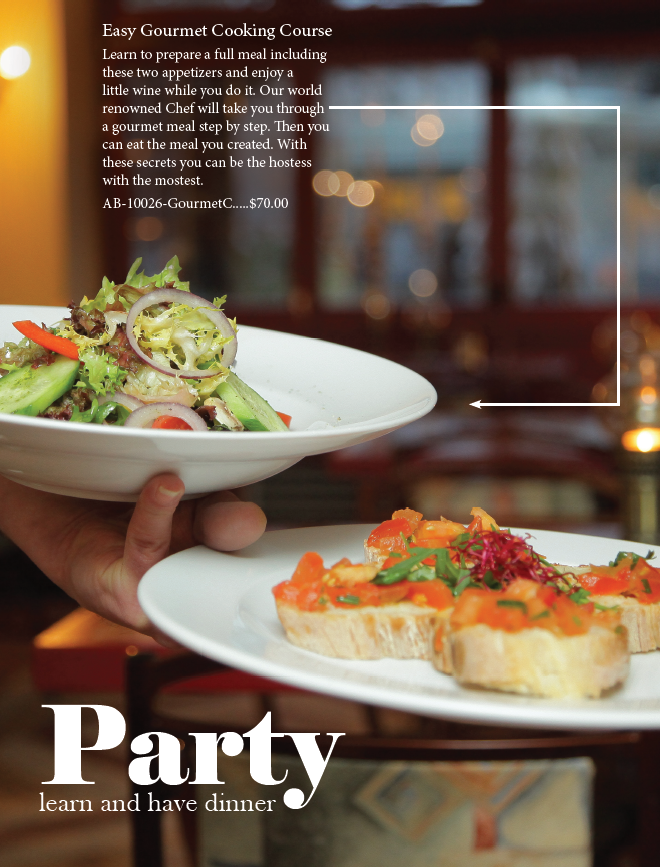 Easy Gourmet Cooking Course
Learn to prepare a full meal including
these two appetizers and enjoy a
little wine while you do it. Our world
renowned Chef will take you through
a gourmet meal step by step. Then you
can eat the meal you created. With
these secrets you can be the hostess
with the mostest.
AB-10026-GourmetC.....$70.00
Party
learn and have dinner